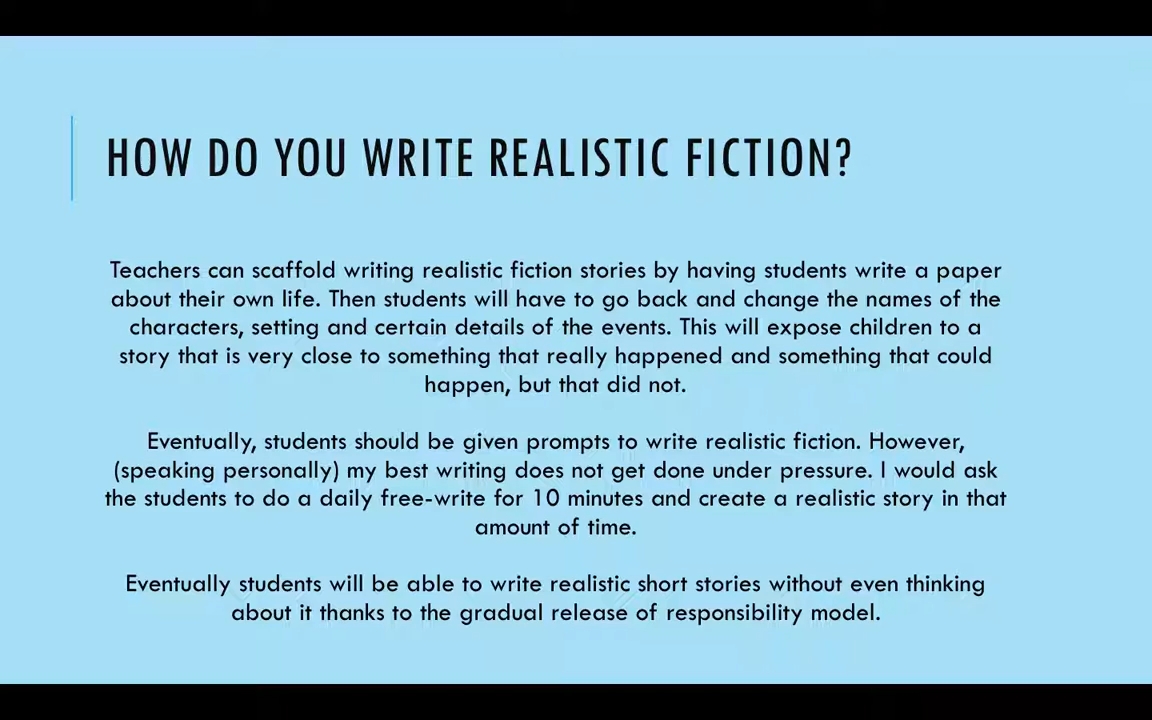 HOW DO YOU WRITE REALISTIC FICTION?
Teachers can scaffold writing realistic fiction stories by having students write a paper
about their own life. Then students will have to go back and change the names of the
characters, setting and certain details of the events. This will expose children to a
story that is very close to something that really happened and something that could
happen, but that did not.
Eventually, students should be given prompts to write realistic fiction. However,
(speaking personally) my best writing does not get done under pressure. I would ask
the students to do a daily free-write for 10 minutes and create a realistic story in that
amount of time.
Eventually students will be able to write realistic short stories without even thinking
about it thanks to the gradual release of responsibility model.